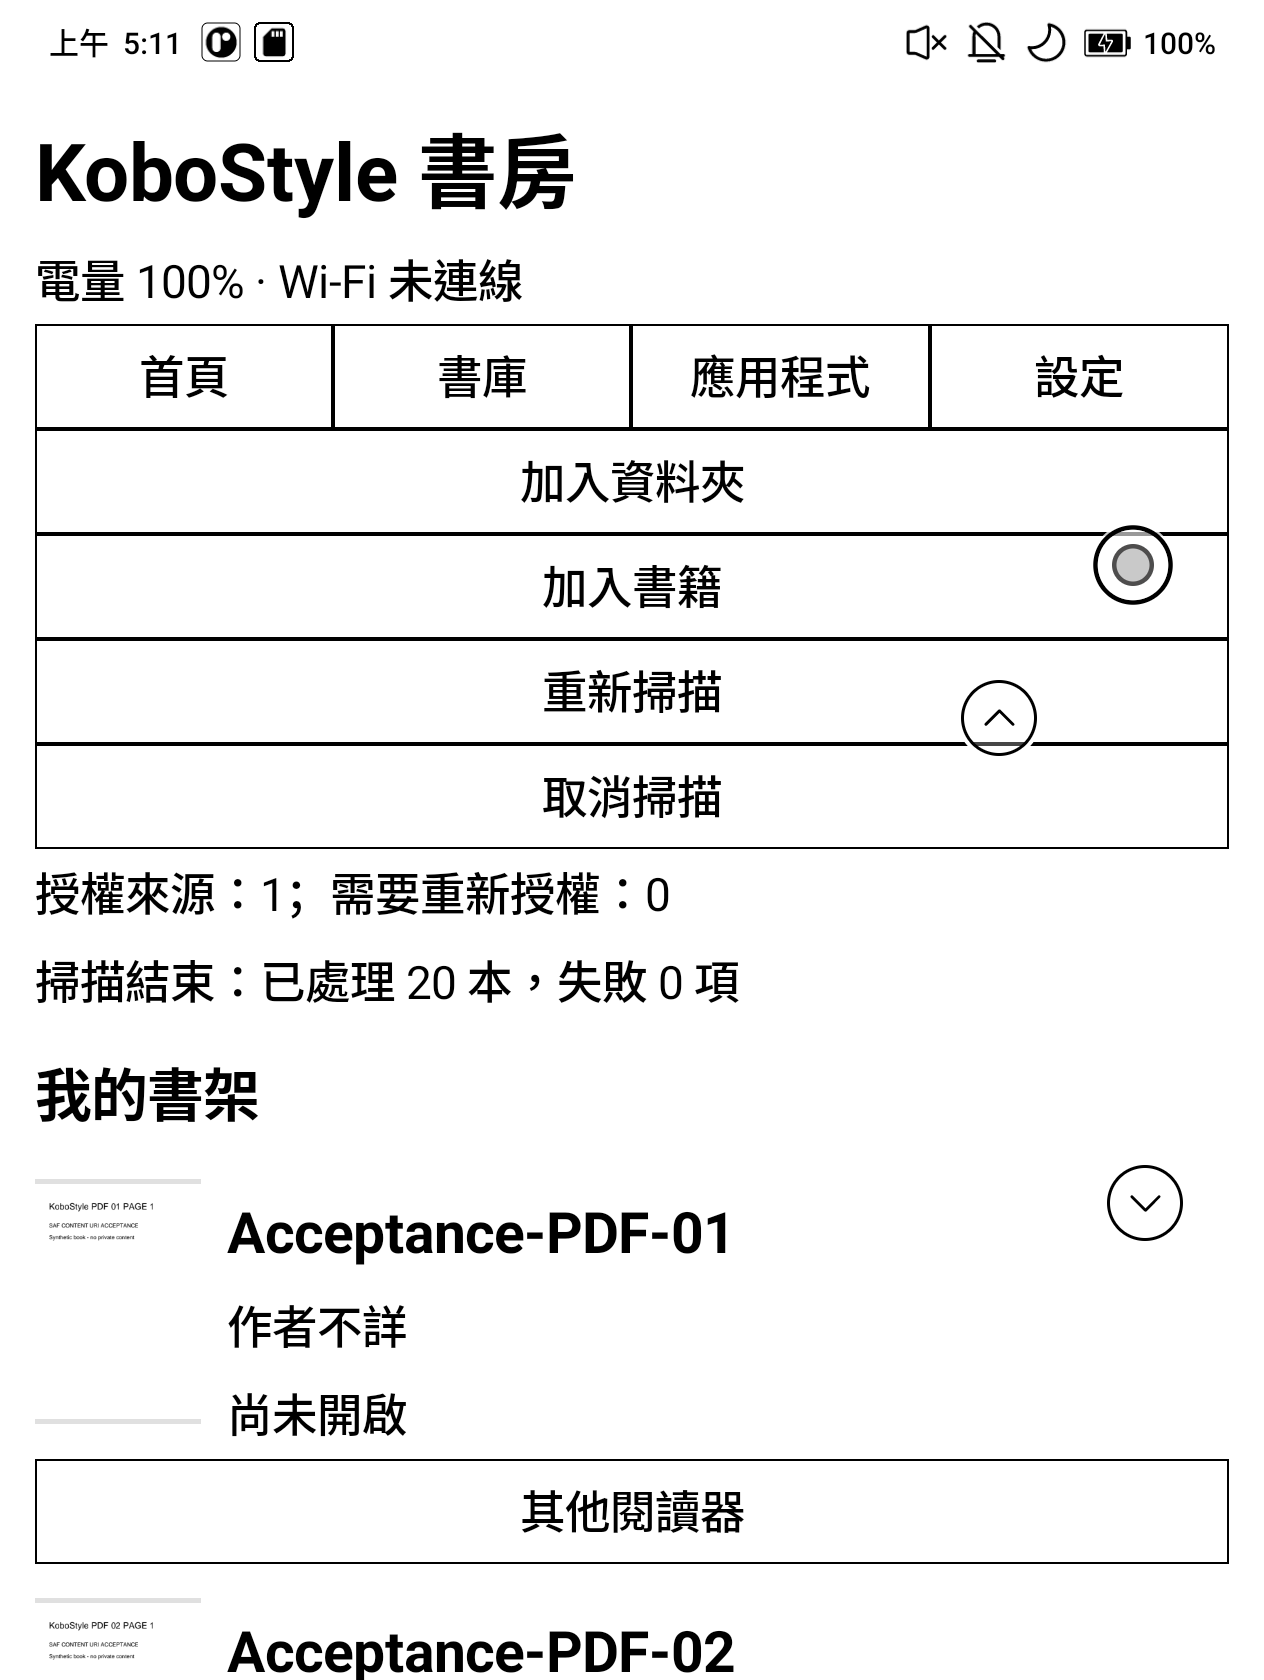 上午 5:11 100%
KoboStyle 書房
電量 100% · Wi-Fi 未連線
首頁 書庫 應用程式 設定
加入資料夾
加入書籍
重新掃描
取消掃描
授權來源：1；需要重新授權：0
掃描結束：已處理 20 本，失敗 0 項
我的書架
KoboStyle PDF 01 PAGE 1
SAF CONTENT URI ACCEPTANCE
Synthetic book - no private content
Acceptance-PDF-01
作者不詳
尚未開啟
其他閱讀器
KoboStyle PDF 02 PAGE 1
SAF CONTENT URI ACCEPTANCE
Synthetic book - no private content
Acceptance-PDF-02